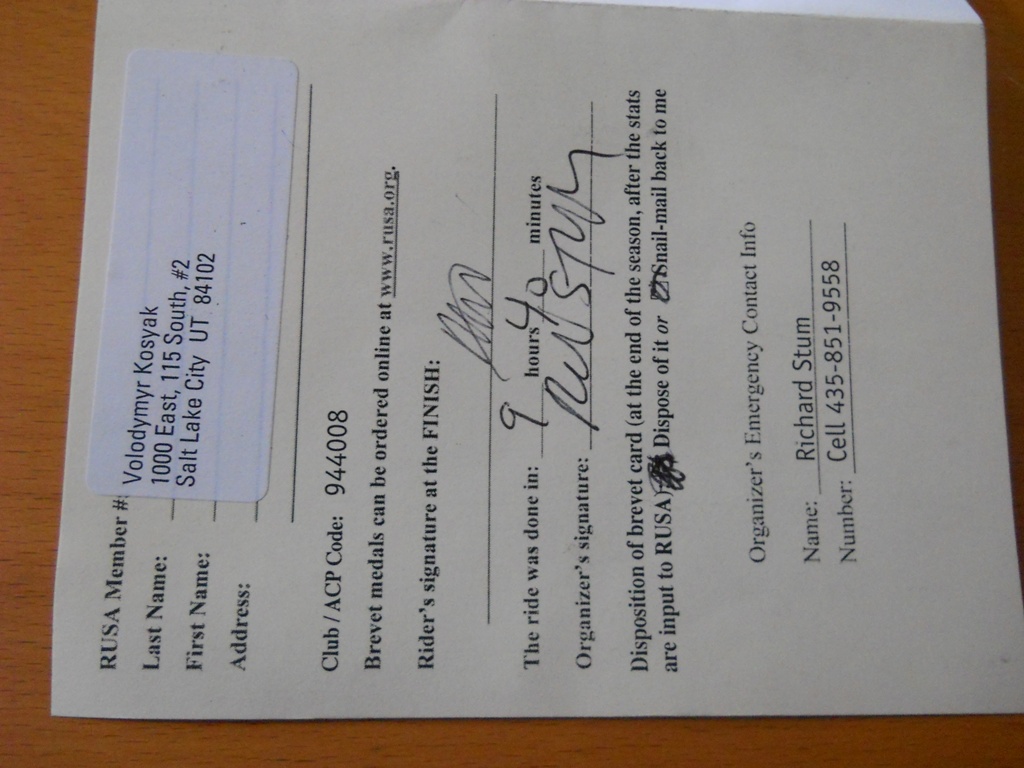 RUSA Member #:
Volodymyr Kosyak
Last Name:
1000 East, 115 South, #2
First Name:
Salt Lake City UT 84102
Address:
Club / ACP Code: 944008
Brevet medals can be ordered online at www.rusa.org.
Rider's signature at the FINISH:
The ride was done in: 9 hours 40 minutes
Organizer's signature:
Disposition of brevet card (at the end of the season, after the stats
are input to RUSA) Dispose of it or Snail-mail back to me
Organizer's Emergency Contact Info
Name: Richard Stum
Number: Cell 435-851-9558